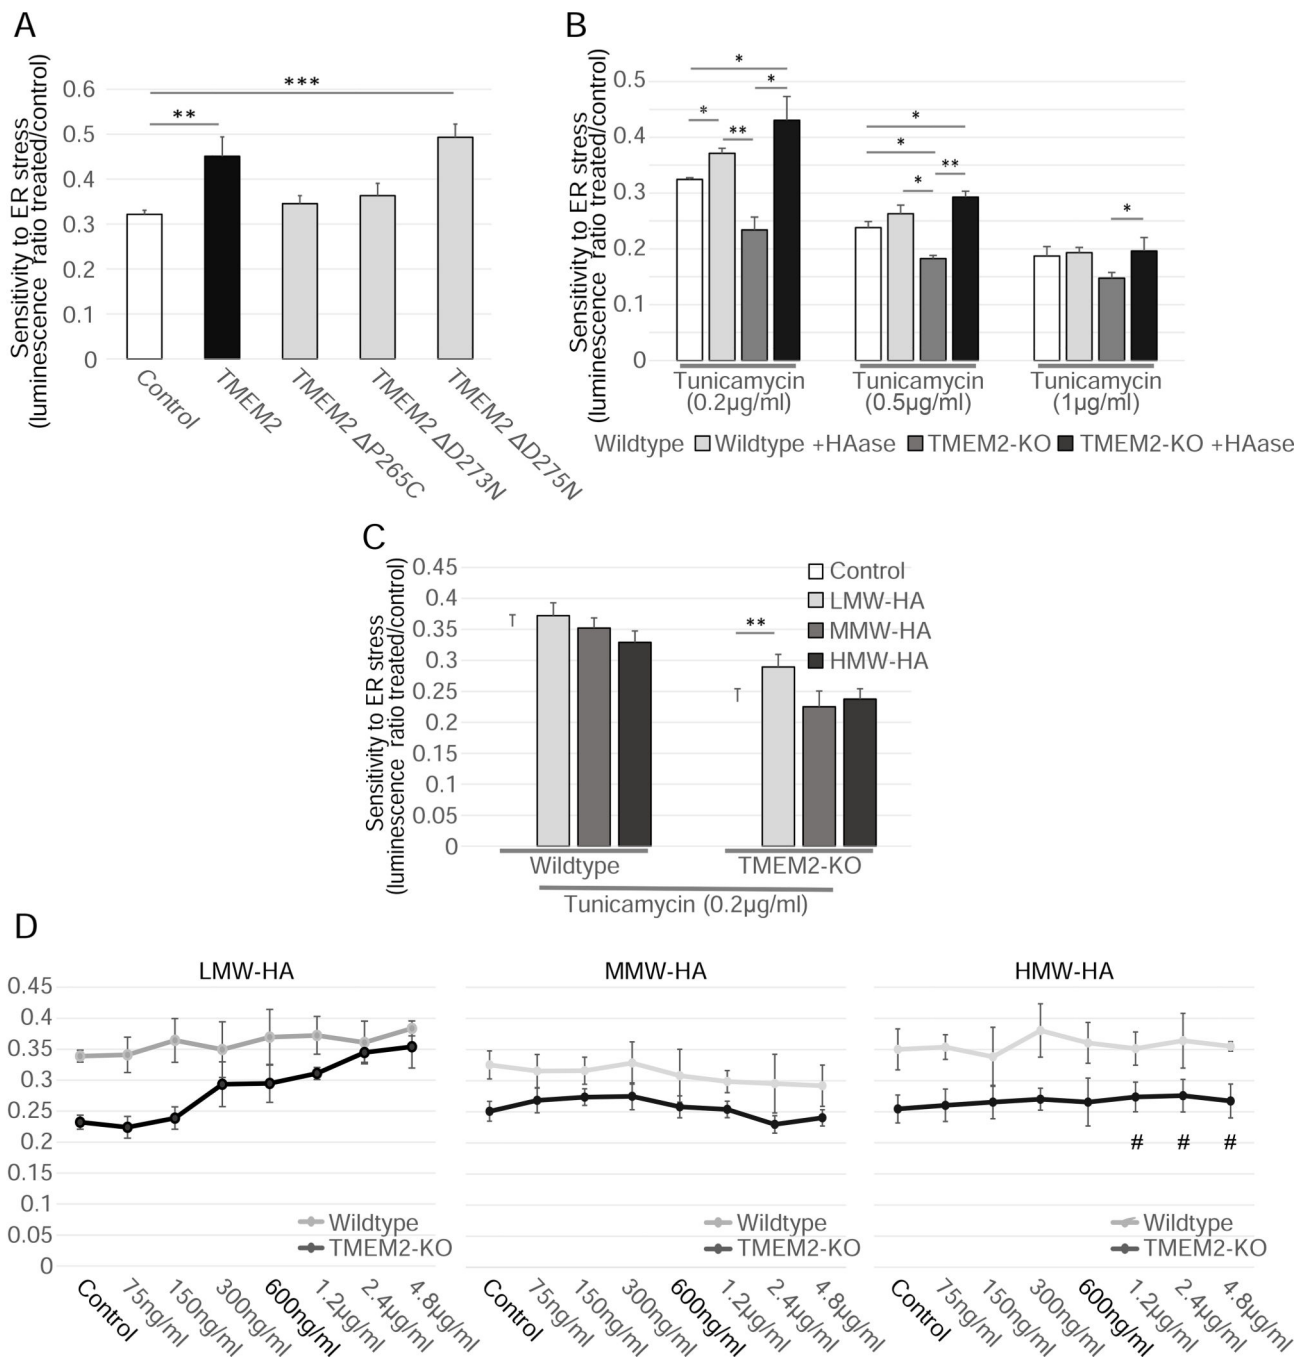 A
Sensitivity to ER stress
(luminescence ratio treated/control)
0.6
0.5
0.4
0.3
0.2
0.1
0
**
***
Control
TMEM2
TMEM2 ΔP265C
TMEM2 ΔD273N
TMEM2 ΔD275N
B
Sensitivity to ER stress
(luminescence ratio treated/control)
0.5
0.4
0.3
0.2
0.1
0
*
*
*
**
*
*
*
**
*
Tunicamycin
(0.2µg/ml)
Tunicamycin
(0.5µg/ml)
Tunicamycin
(1µg/ml)
Wildtype Wildtype +HAase TMEM2-KO TMEM2-KO +HAase
C
Sensitivity to ER stress
(luminescence ratio treated/control)
0.45
0.4
0.35
0.3
0.25
0.2
0.15
0.1
0.05
0
**
Control
LMW-HA
MMW-HA
HMW-HA
Wildtype
TMEM2-KO
Tunicamycin (0.2µg/ml)
D
LMW-HA
0.45
0.4
0.35
0.3
0.25
0.2
0.15
0.1
0.05
0
Wildtype
TMEM2-KO
Control
75ng/ml
150ng/ml
300ng/ml
600ng/ml
1.2µg/ml
2.4µg/ml
4.8µg/ml
MMW-HA
Wildtype
TMEM2-KO
Control
75ng/ml
150ng/ml
300ng/ml
600ng/ml
1.2µg/ml
2.4µg/ml
4.8µg/ml
HMW-HA
# # #
Wildtype
TMEM2-KO
Control
75ng/ml
150ng/ml
300ng/ml
600ng/ml
1.2µg/ml
2.4µg/ml
4.8µg/ml